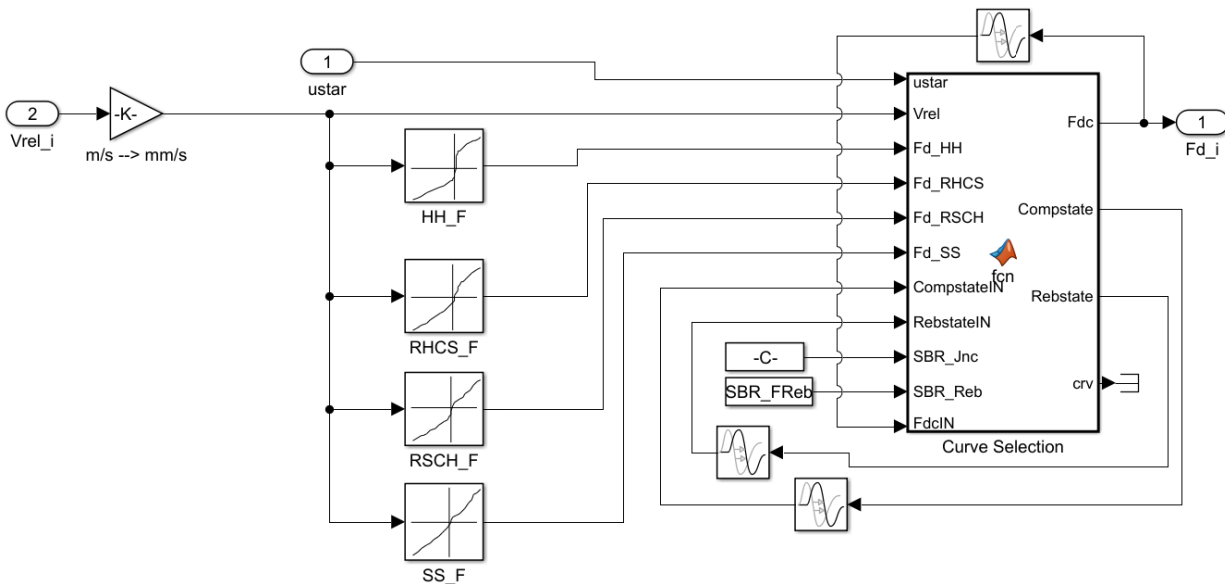 1
ustar
2
Vrel_i
-K-
m/s --> mm/s
HH_F
RHCS_F
RSCH_F
SS_F
-C-
SBR_FReb
ustar
Vrel
Fd_HH
Fd_RHCS
Fd_RSCH
Fd_SS
CompstateIN
RebstateIN
SBR_Jnc
SBR_Reb
FdcIN
fcn
Fdc
Compstate
Rebstate
crv
Curve Selection
1
Fd_i